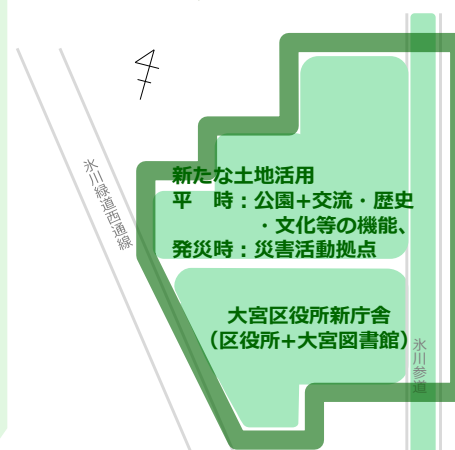 氷川緑道西通線
新たな土地活用
平　時：公園+交流・歴史
・文化等の機能、
発災時：災害活動拠点
大宮区役所新庁舎
（区役所+大宮図書館）
氷川参道